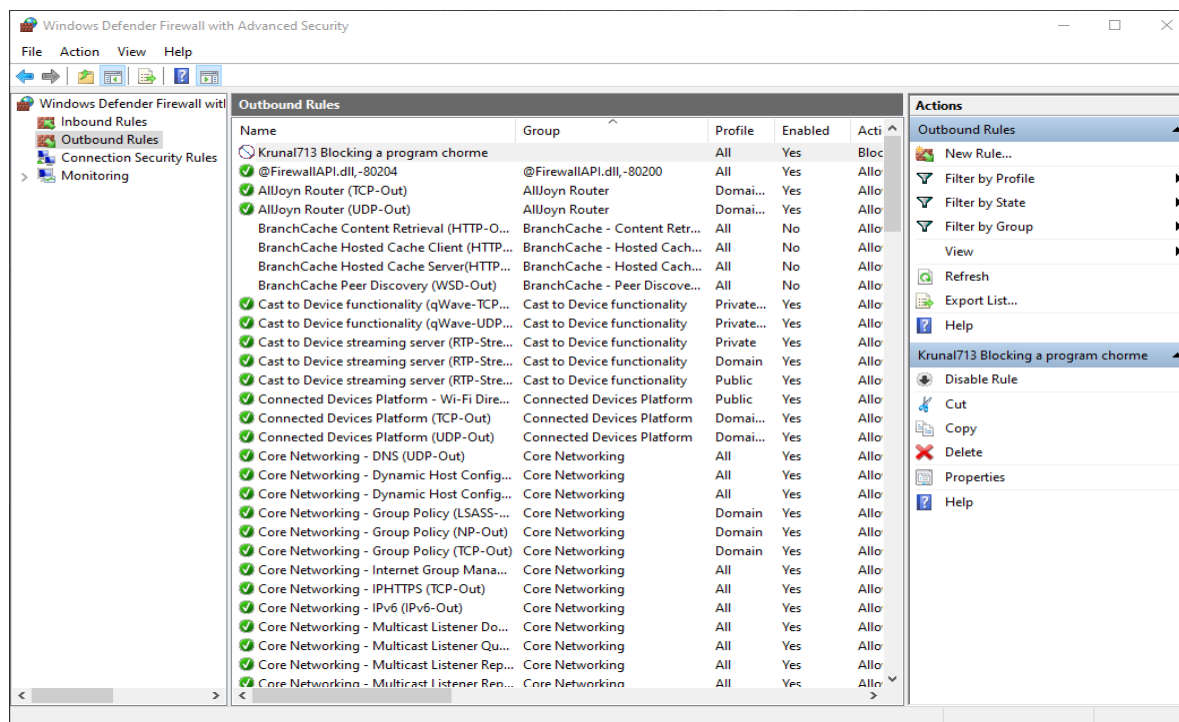 Windows Defender Firewall with Advanced Security
File Action View Help
Windows Defender Firewall witl
Inbound Rules
Outbound Rules
Connection Security Rules
Monitoring
Outbound Rules
Name Group Profile Enabled Acti
Krunal713 Blocking a program chorme All Yes Bloc
@FirewallAPI.dll,-80204 @FirewallAPI.dll,-80200 All Yes Allo
AllJoyn Router (TCP-Out) AllJoyn Router Domai... Yes Allo
AllJoyn Router (UDP-Out) AllJoyn Router Domai... Yes Allo
BranchCache Content Retrieval (HTTP-O... BranchCache - Content Retr... All No Allo
BranchCache Hosted Cache Client (HTTP... BranchCache - Hosted Cach... All No Allo
BranchCache Hosted Cache Server(HTTP... BranchCache - Hosted Cach... All No Allo
BranchCache Peer Discovery (WSD-Out) BranchCache - Peer Discove... All No Allo
Cast to Device functionality (qWave-TCP... Cast to Device functionality Private... Yes Allo
Cast to Device functionality (qWave-UDP... Cast to Device functionality Private... Yes Allo
Cast to Device streaming server (RTP-Stre... Cast to Device functionality Private Yes Allo
Cast to Device streaming server (RTP-Stre... Cast to Device functionality Domain Yes Allo
Cast to Device streaming server (RTP-Stre... Cast to Device functionality Public Yes Allo
Connected Devices Platform - Wi-Fi Dire... Connected Devices Platform Public Yes Allo
Connected Devices Platform (TCP-Out) Connected Devices Platform Domai... Yes Allo
Connected Devices Platform (UDP-Out) Connected Devices Platform Domai... Yes Allo
Core Networking - DNS (UDP-Out) Core Networking All Yes Allo
Core Networking - Dynamic Host Config... Core Networking All Yes Allo
Core Networking - Dynamic Host Config... Core Networking All Yes Allo
Core Networking - Group Policy (LSASS-... Core Networking Domain Yes Allo
Core Networking - Group Policy (NP-Out) Core Networking Domain Yes Allo
Core Networking - Group Policy (TCP-Out) Core Networking Domain Yes Allo
Core Networking - Internet Group Mana... Core Networking All Yes Allo
Core Networking - IPHTTPS (TCP-Out) Core Networking All Yes Allo
Core Networking - IPv6 (IPv6-Out) Core Networking All Yes Allo
Core Networking - Multicast Listener Do... Core Networking All Yes Allo
Core Networking - Multicast Listener Qu... Core Networking All Yes Allo
Core Networking - Multicast Listener Rep... Core Networking All Yes Allo
Core Networking - Multicast Listener Rep... Core Networking All Yes Allo
Actions
Outbound Rules
New Rule...
Filter by Profile
Filter by State
Filter by Group
View
Refresh
Export List...
Help
Krunal713 Blocking a program chorme
Disable Rule
Cut
Copy
Delete
Properties
Help